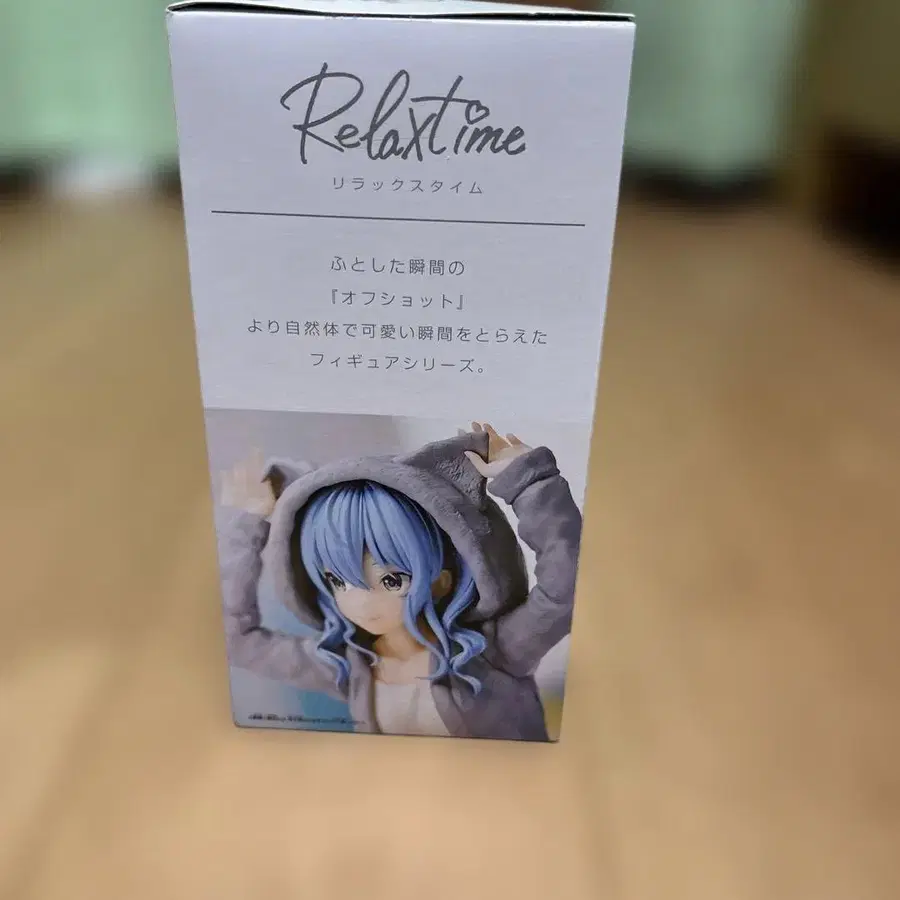 Relaxtime
リラックスタイム
ふとした瞬間の
『オフショット』
より自然体で可愛い瞬間をとらえた
フィギュアシリーズ。